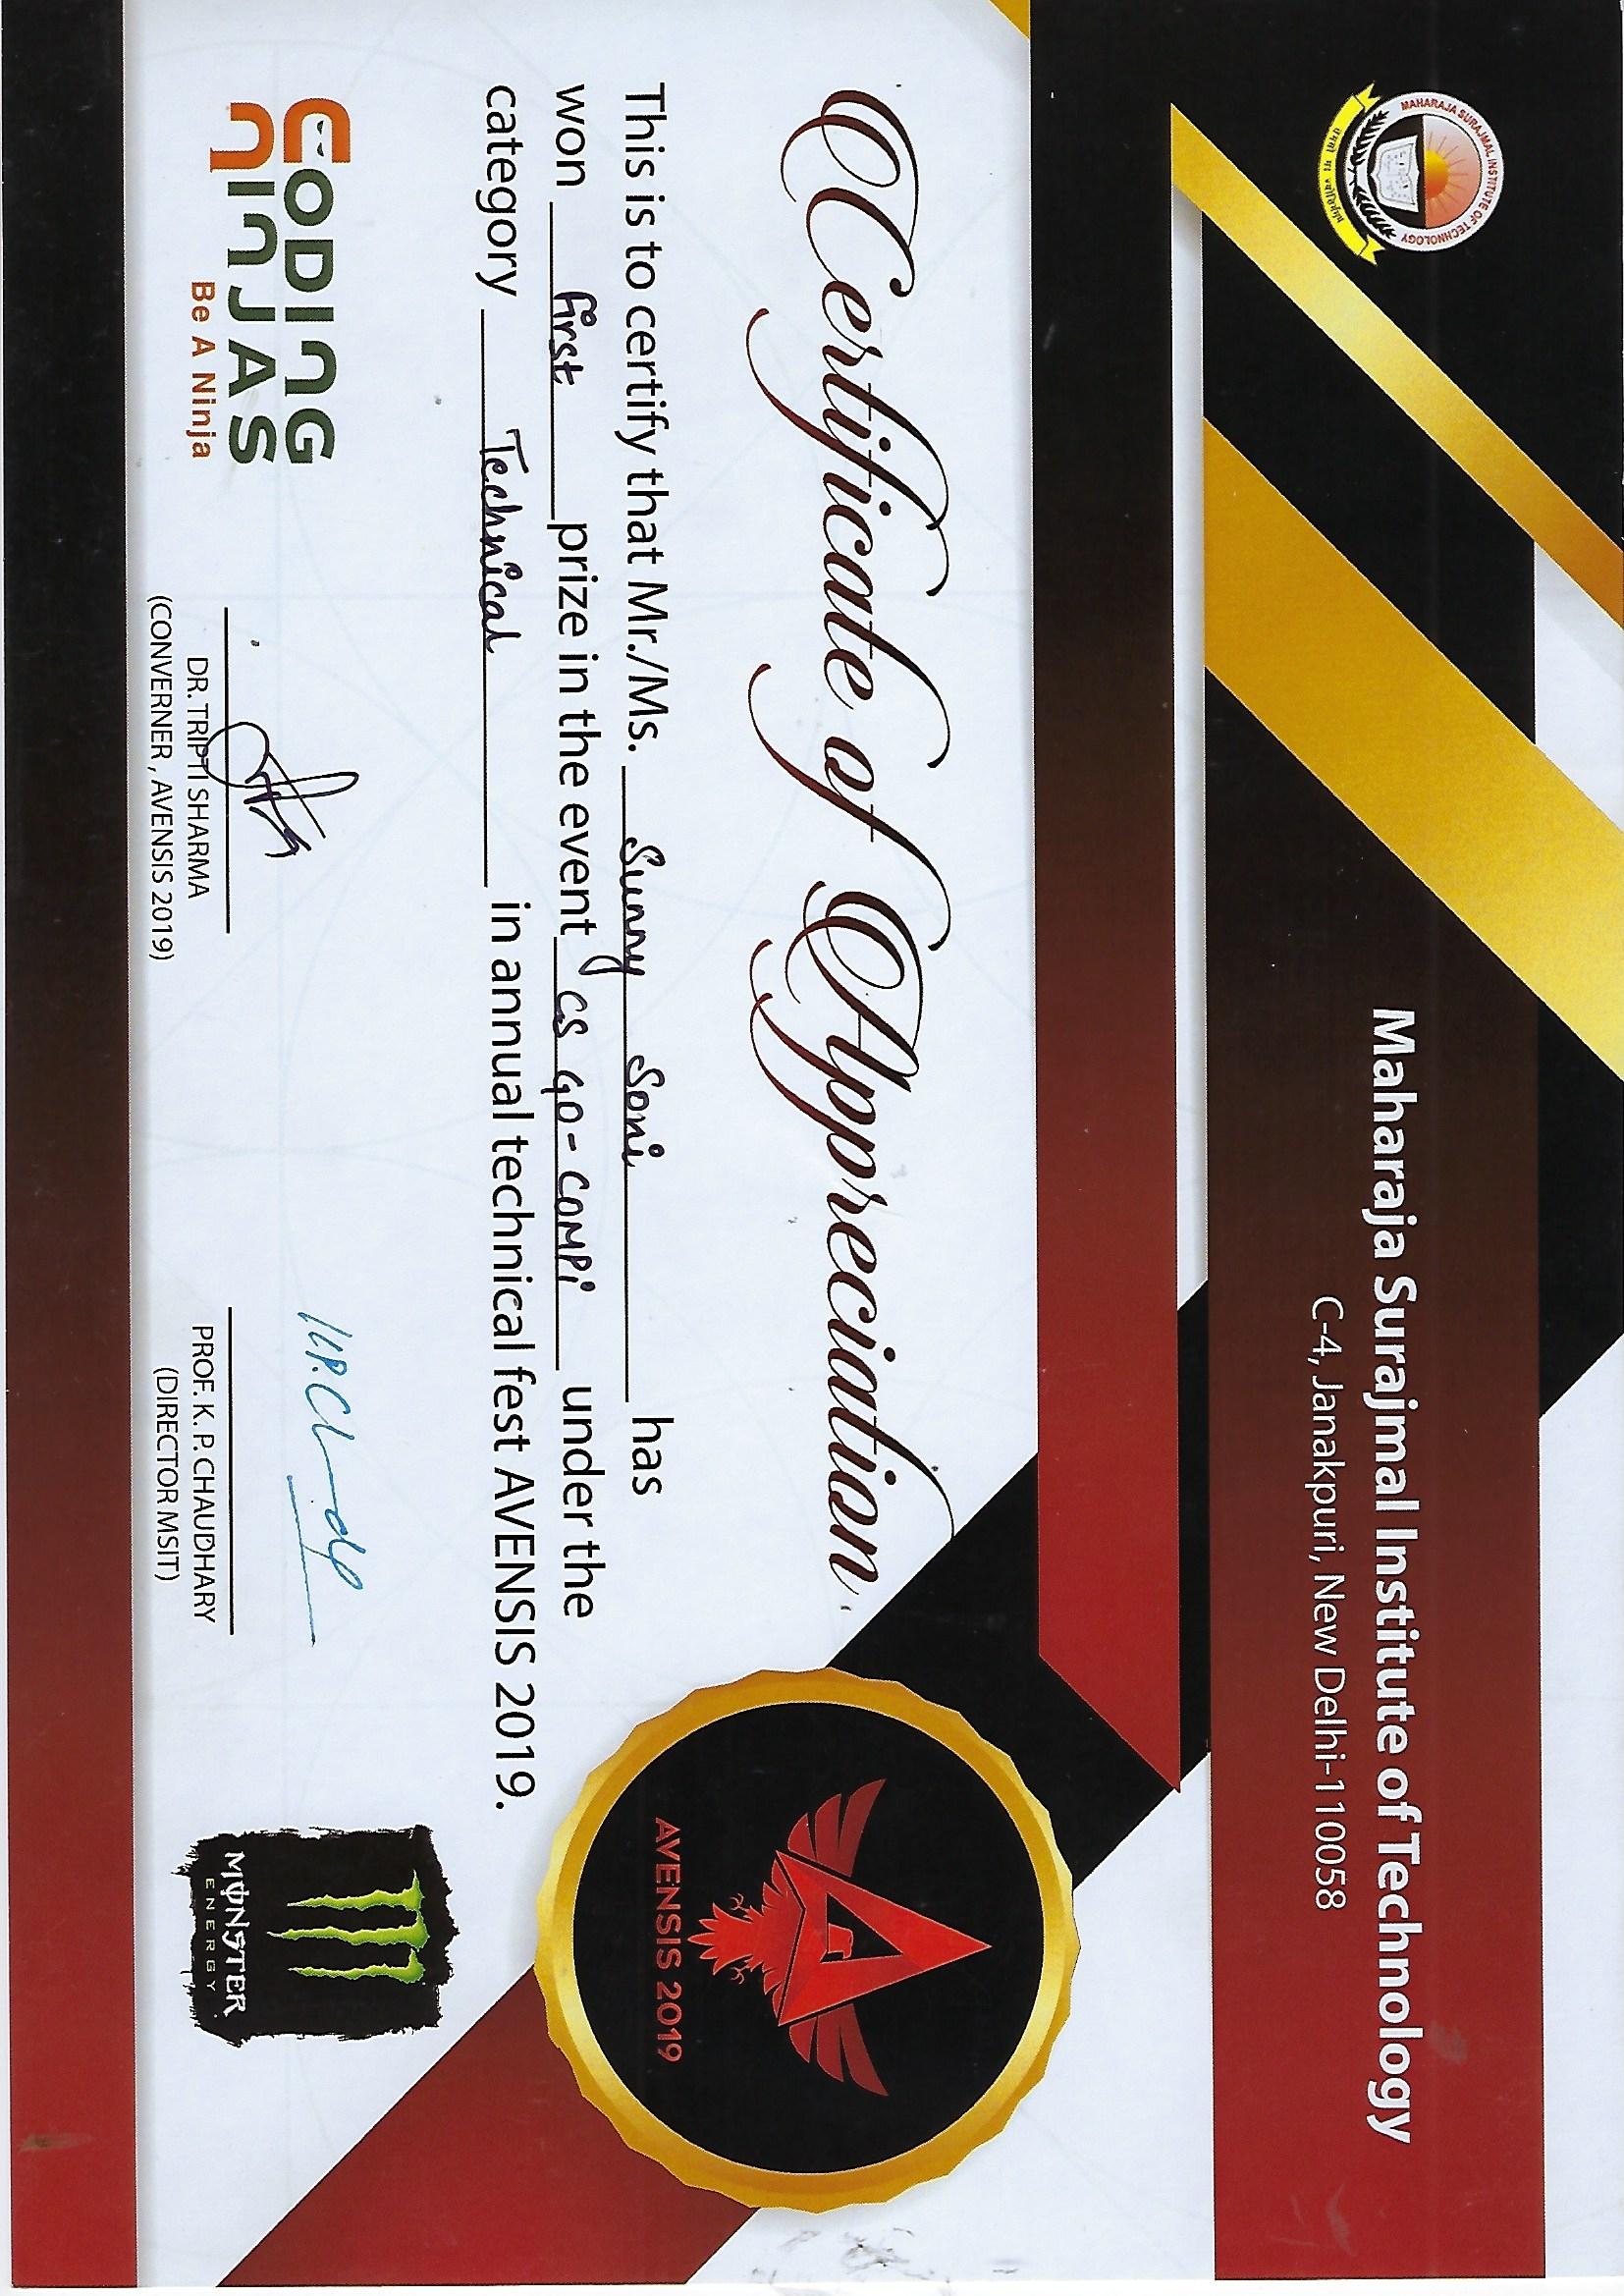 MAHARAJA SURAJMAL INSTITUTE OF TECHNOLOGY
तमसो मा ज्योतिर्गमय
Maharaja Surajmal Institute of Technology
C-4, Janakpuri, New Delhi-110058
Certificate of Appreciation
AVENSIS 2019
This is to certify that Mr./Ms. Sunny Soni has
won first prize in the event CS GO-COMPi under the
category Technical in annual technical fest AVENSIS 2019.
CODING
NINJAS
Be A Ninja
K.P. Chaudhary
DR. TRIPTI SHARMA
(CONVERNER , AVENSIS 2019)
PROF. K. P. CHAUDHARY
(DIRECTOR MSIT)
MONSTER
ENERGY